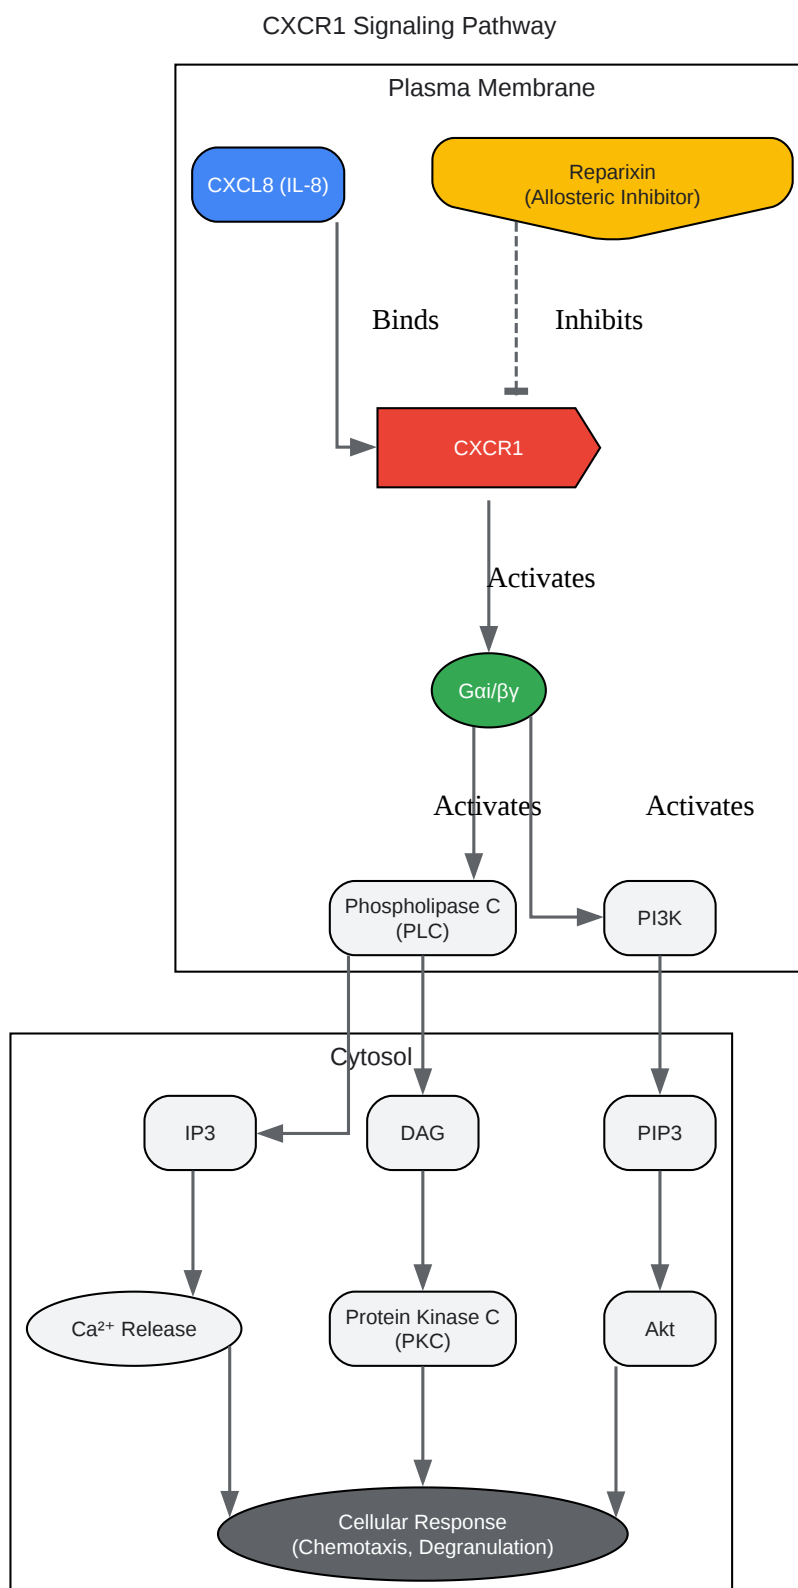 CXCR1 Signaling Pathway
Plasma Membrane
CXCL8 (IL-8)
Reparixin
(Allosteric Inhibitor)
Binds
Inhibits
CXCR1
Activates
Gαi/βγ
Activates
Activates
Phospholipase C
(PLC)
PI3K
Cytosol
IP3
DAG
PIP3
Ca²⁺ Release
Protein Kinase C
(PKC)
Akt
Cellular Response
(Chemotaxis, Degranulation)